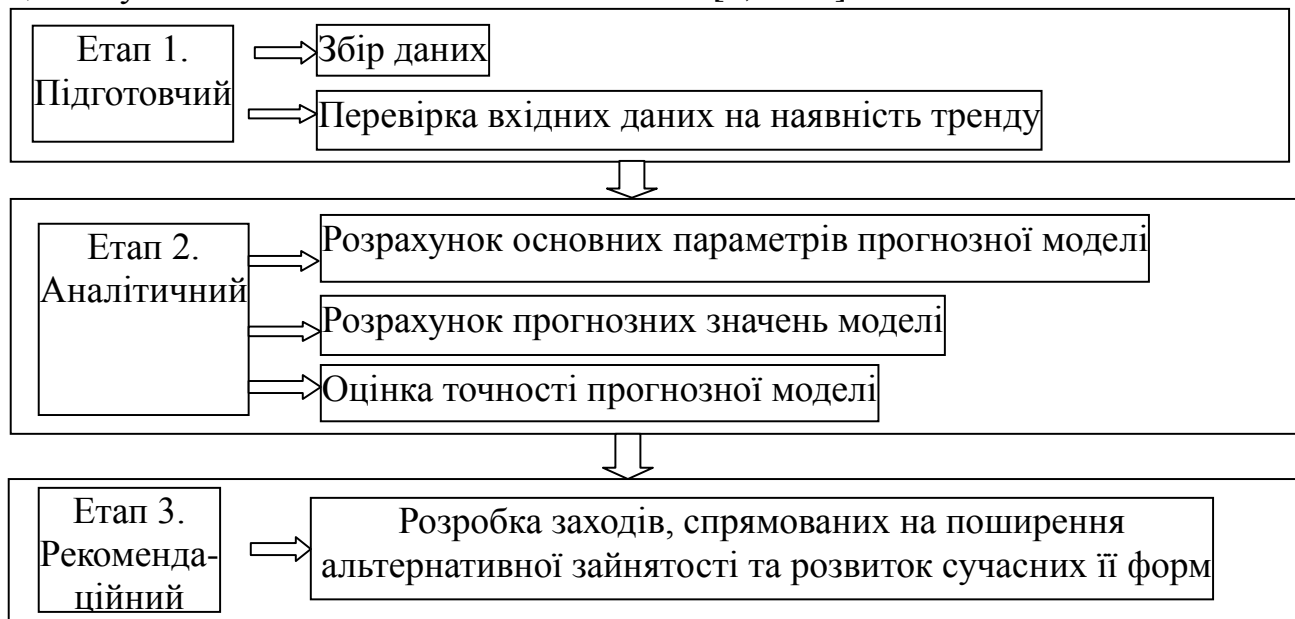 Етап 1.
Підготовчий
Збір даних
Перевірка вхідних даних на наявність тренду
Етап 2.
Аналітичний
Розрахунок основних параметрів прогнозної моделі
Розрахунок прогнозних значень моделі
Оцінка точності прогнозної моделі
Етап 3.
Рекоменда-
ційний
Розробка заходів, спрямованих на поширення
альтернативної зайнятості та розвиток сучасних її форм